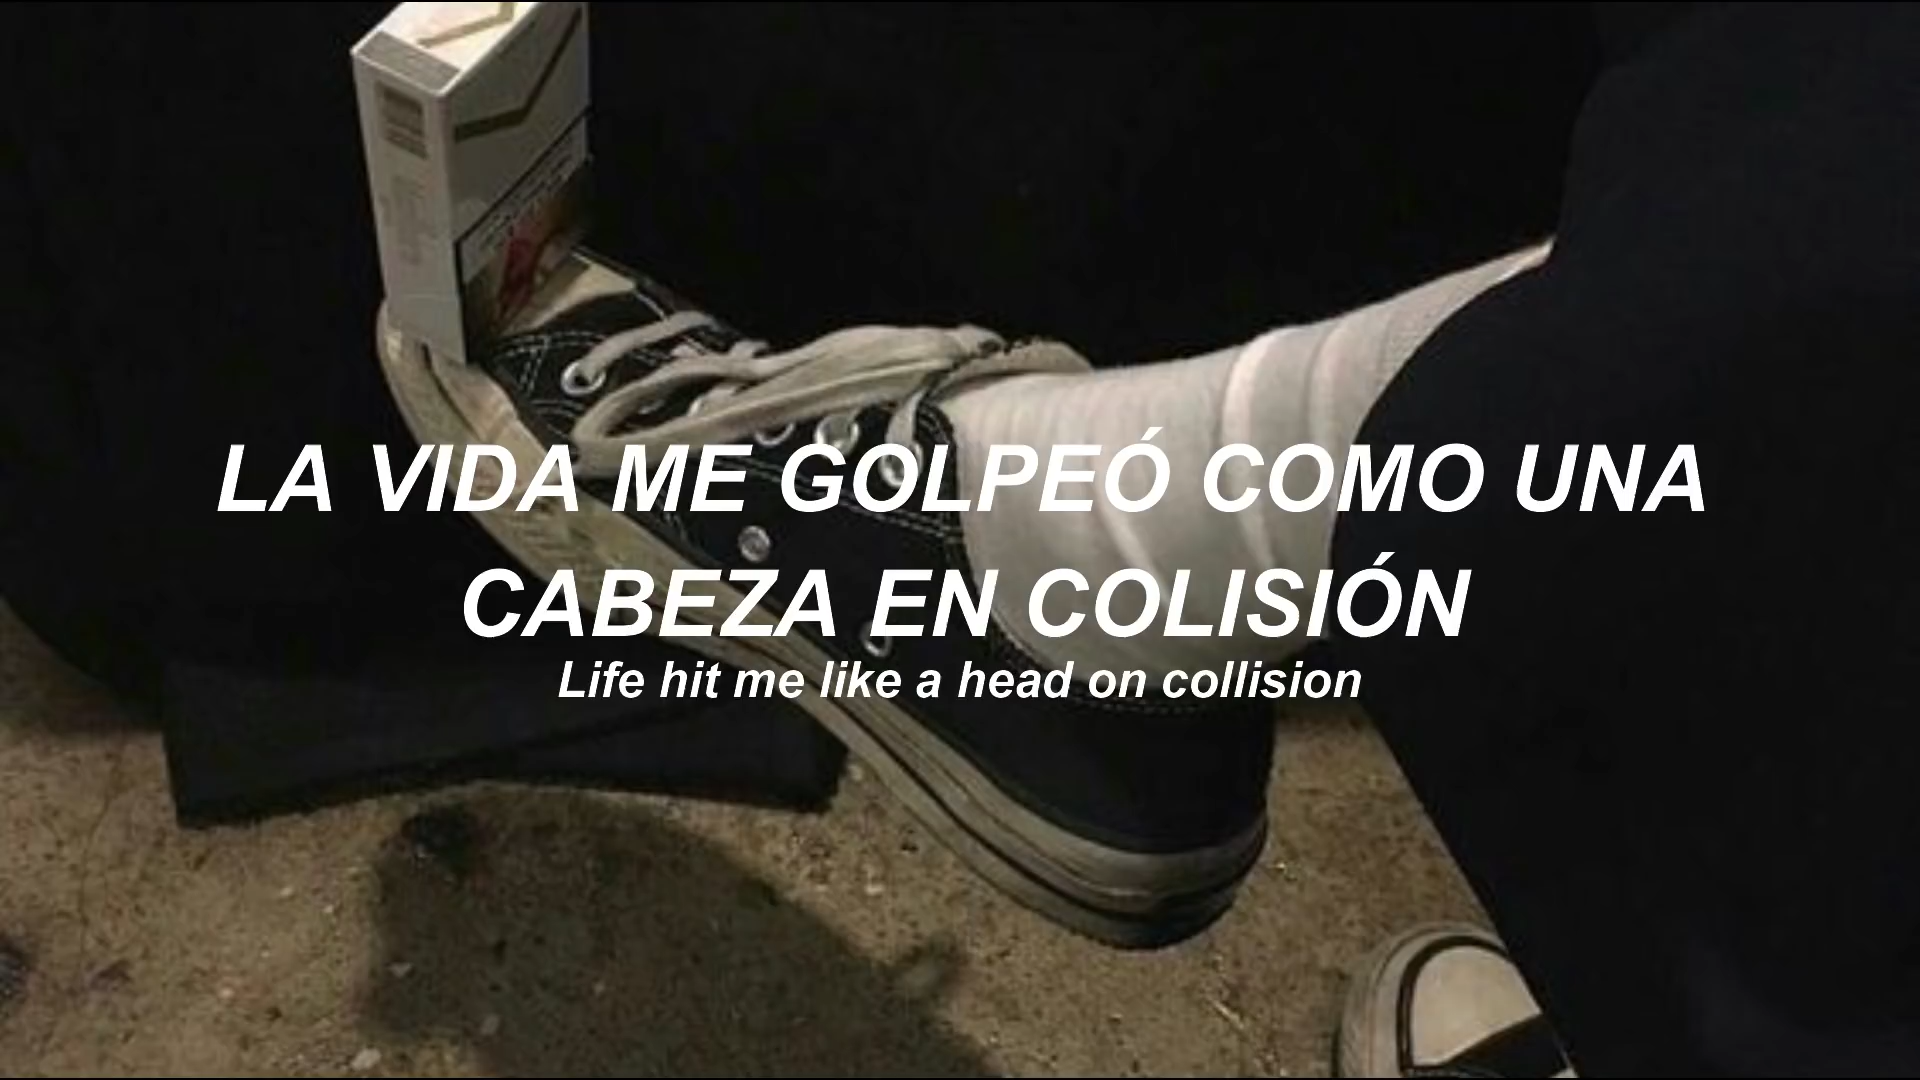 LA VIDA ME GOLPEÓ COMO UNA
CABEZA EN COLISIÓN
Life hit me like a head on collision